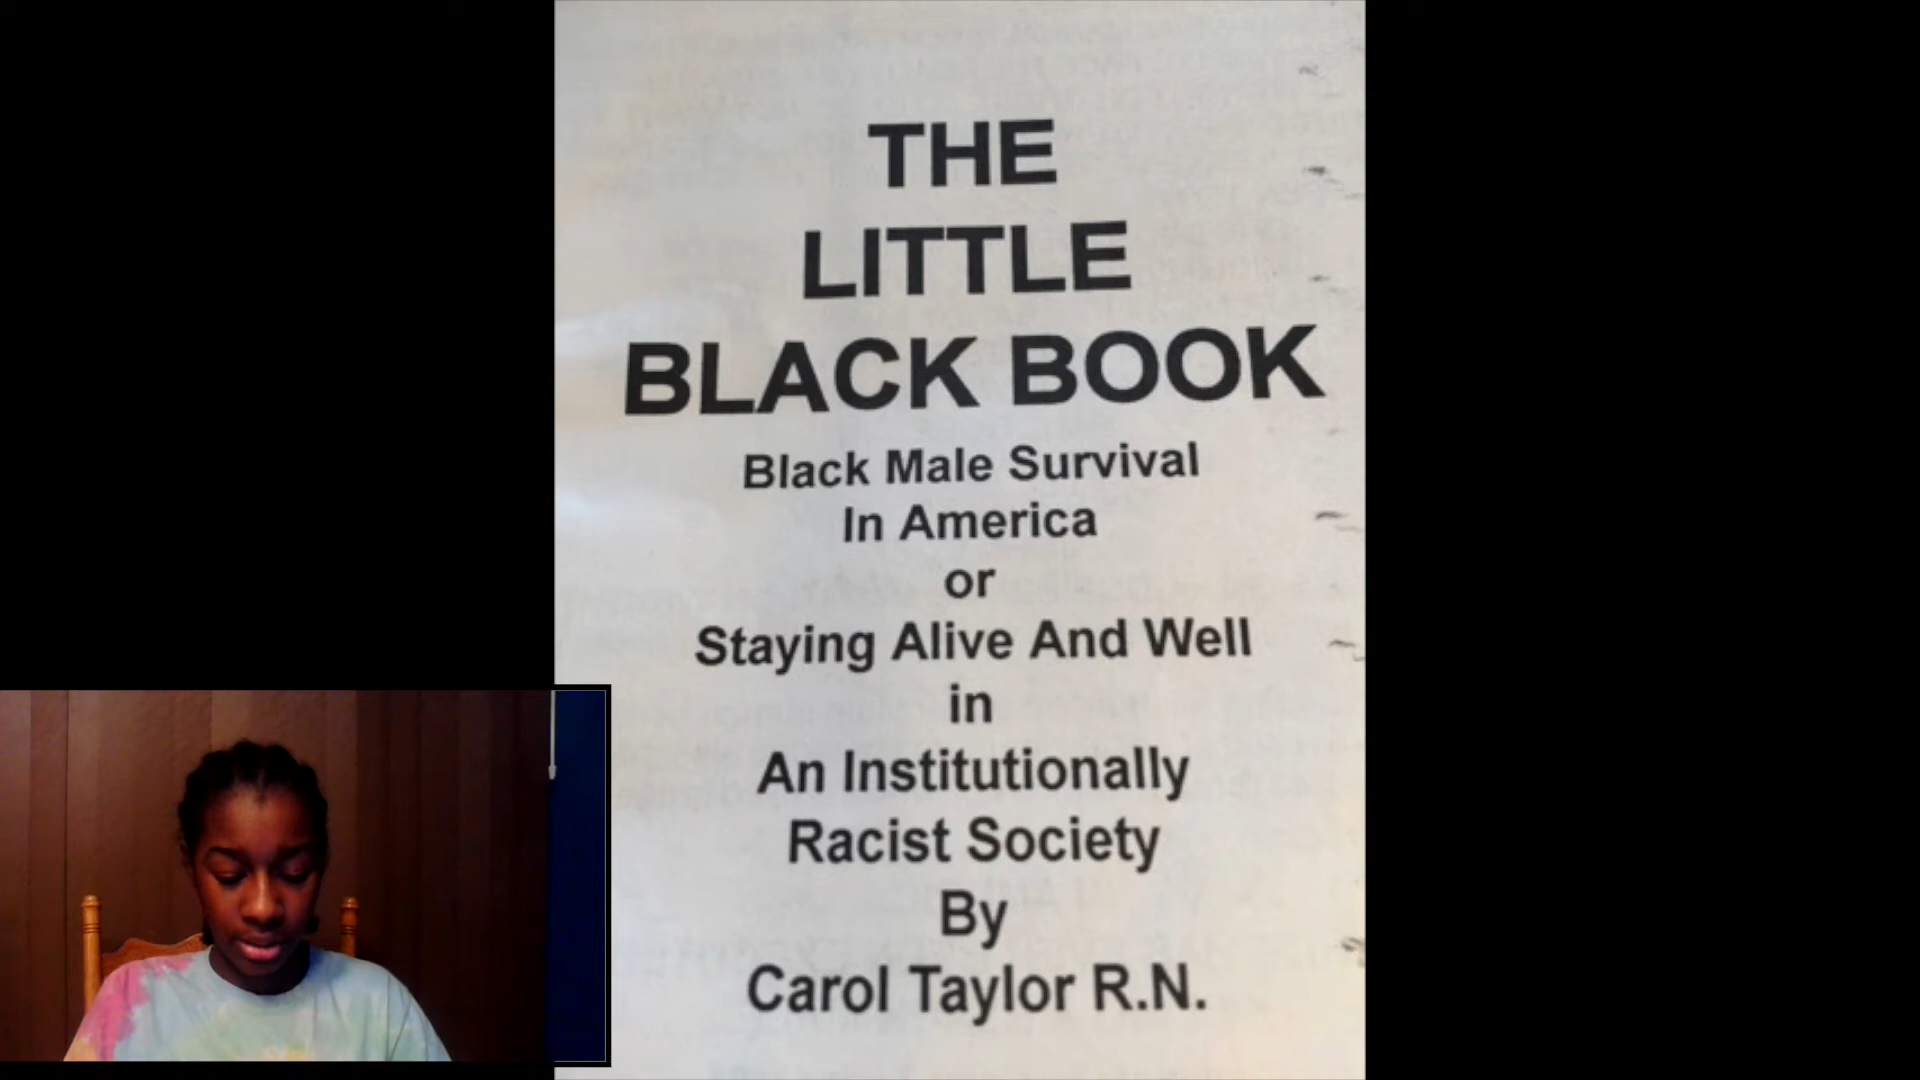 THE
LITTLE
BLACK BOOK
Black Male Survival
In America
or
Staying Alive And Well
in
An Institutionally
Racist Society
By
Carol Taylor R.N.